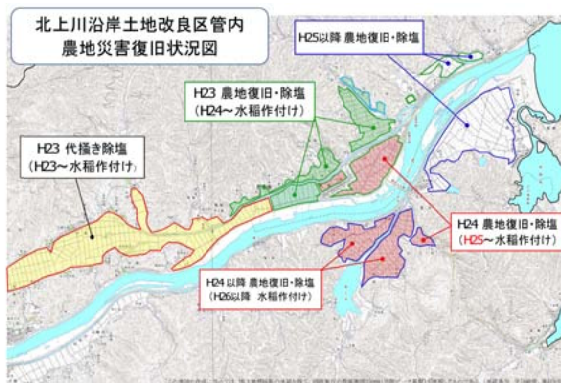 北上川沿岸土地改良区管内
農地災害復旧状況図
H25以降 農地復旧・除塩
H23 農地復旧・除塩
(H24～水稲作付け)
H23 代掻き除塩
(H23～水稲作付け)
H24 農地復旧・除塩
(H25～水稲作付け)
H24以降 農地復旧・除塩
(H26以降 水稲作付け)